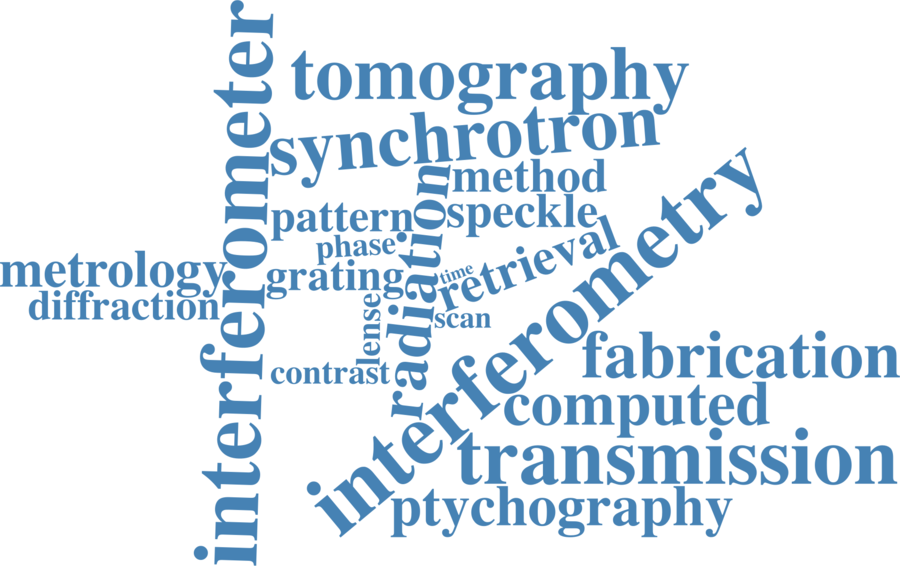 interferometer
tomography
synchrotron
method
pattern
speckle
radiation
phase
retrieval
interferometry
metrology
grating
time
diffraction
lense
scan
contrast
fabrication
computed
transmission
ptychography